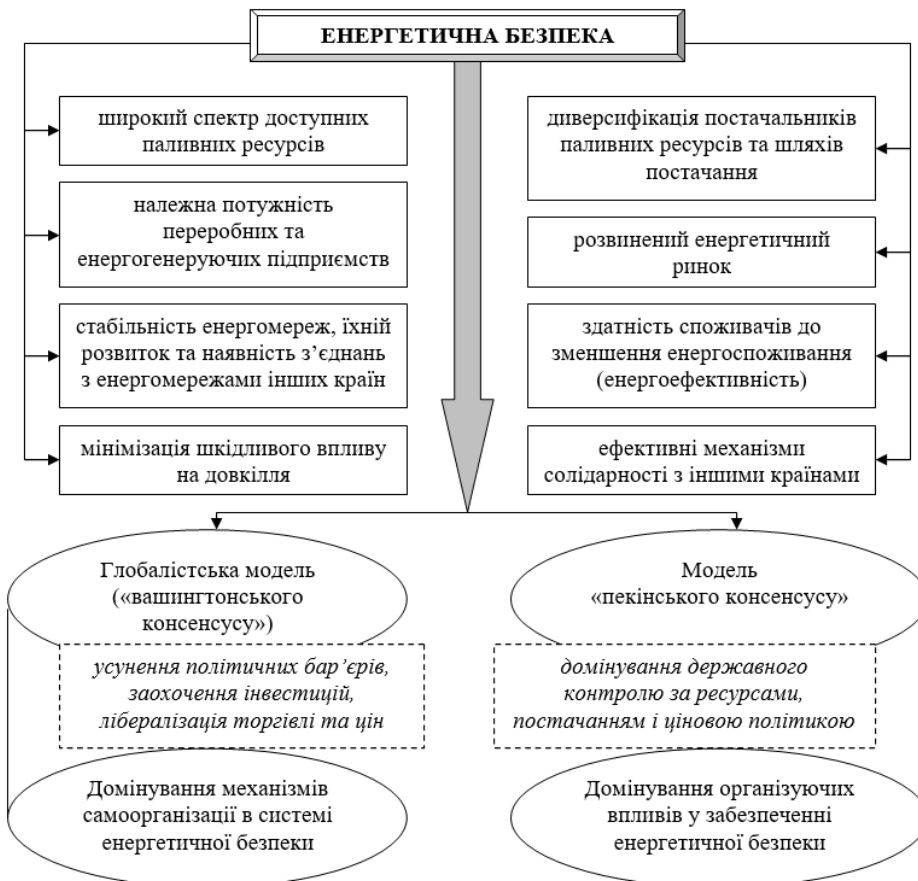 ЕНЕРГЕТИЧНА БЕЗПЕКА
широкий спектр доступних
паливних ресурсів
належна потужність
переробних та
енергогенеруючих підприємств
стабільність енергомереж, їхній
розвиток та наявність з’єднань
з енергомережами інших країн
мінімізація шкідливого впливу
на довкілля
диверсифікація постачальників
паливних ресурсів та шляхів
постачання
розвинений енергетичний
ринок
здатність споживачів до
зменшення енергоспоживання
(енергоефективність)
ефективні механізми
солідарності з іншими країнами
Глобалістська модель
(«вашингтонського
консенсусу»)
усунення політичних бар’єрів,
заохочення інвестицій,
лібералізація торгівлі та цін
Домінування механізмів
самоорганізації в системі
енергетичної безпеки
Модель
«пекінського консенсусу»
домінування державного
контролю за ресурсами,
постачанням і ціновою політикою
Домінування організуючих
впливів у забезпеченні
енергетичної безпеки